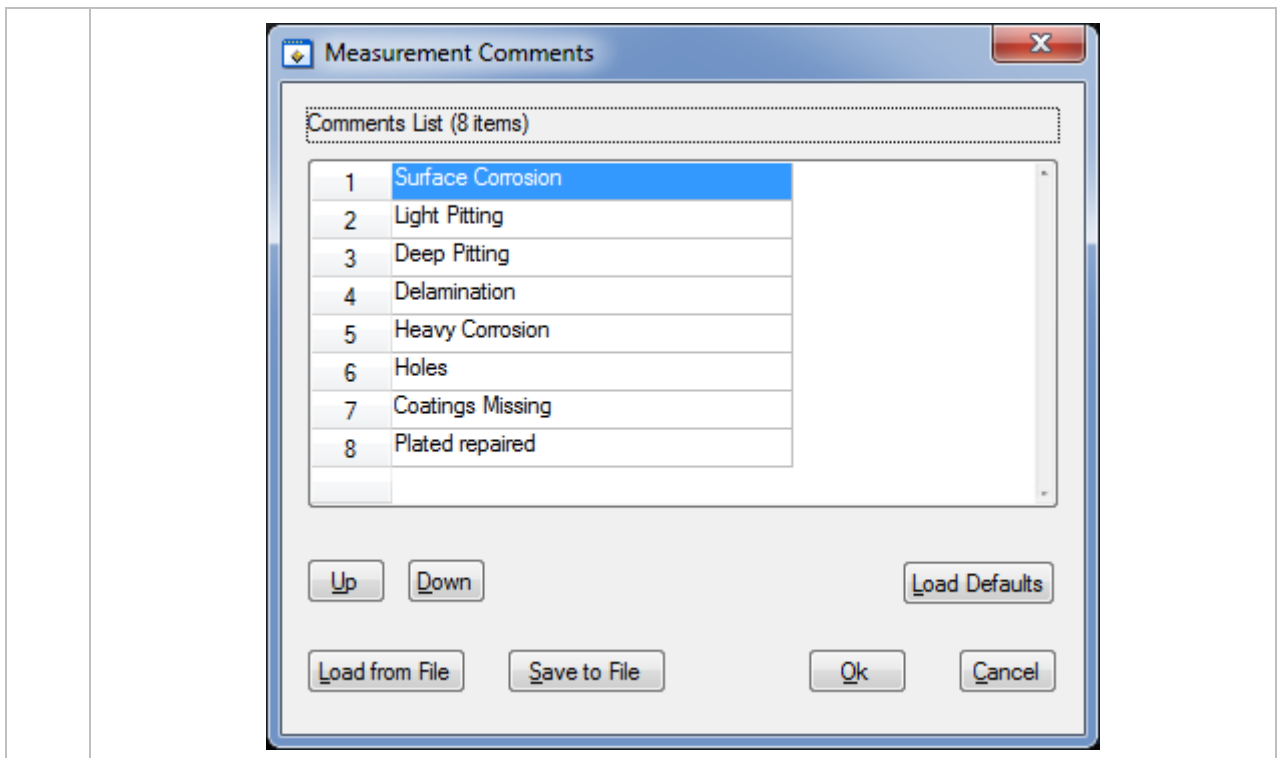 Measurement Comments
Comments List (8 items)
1 Surface Corrosion
2 Light Pitting
3 Deep Pitting
4 Delamination
5 Heavy Corrosion
6 Holes
7 Coatings Missing
8 Plated repaired
Up Down Load Defaults
Load from File Save to File Ok Cancel